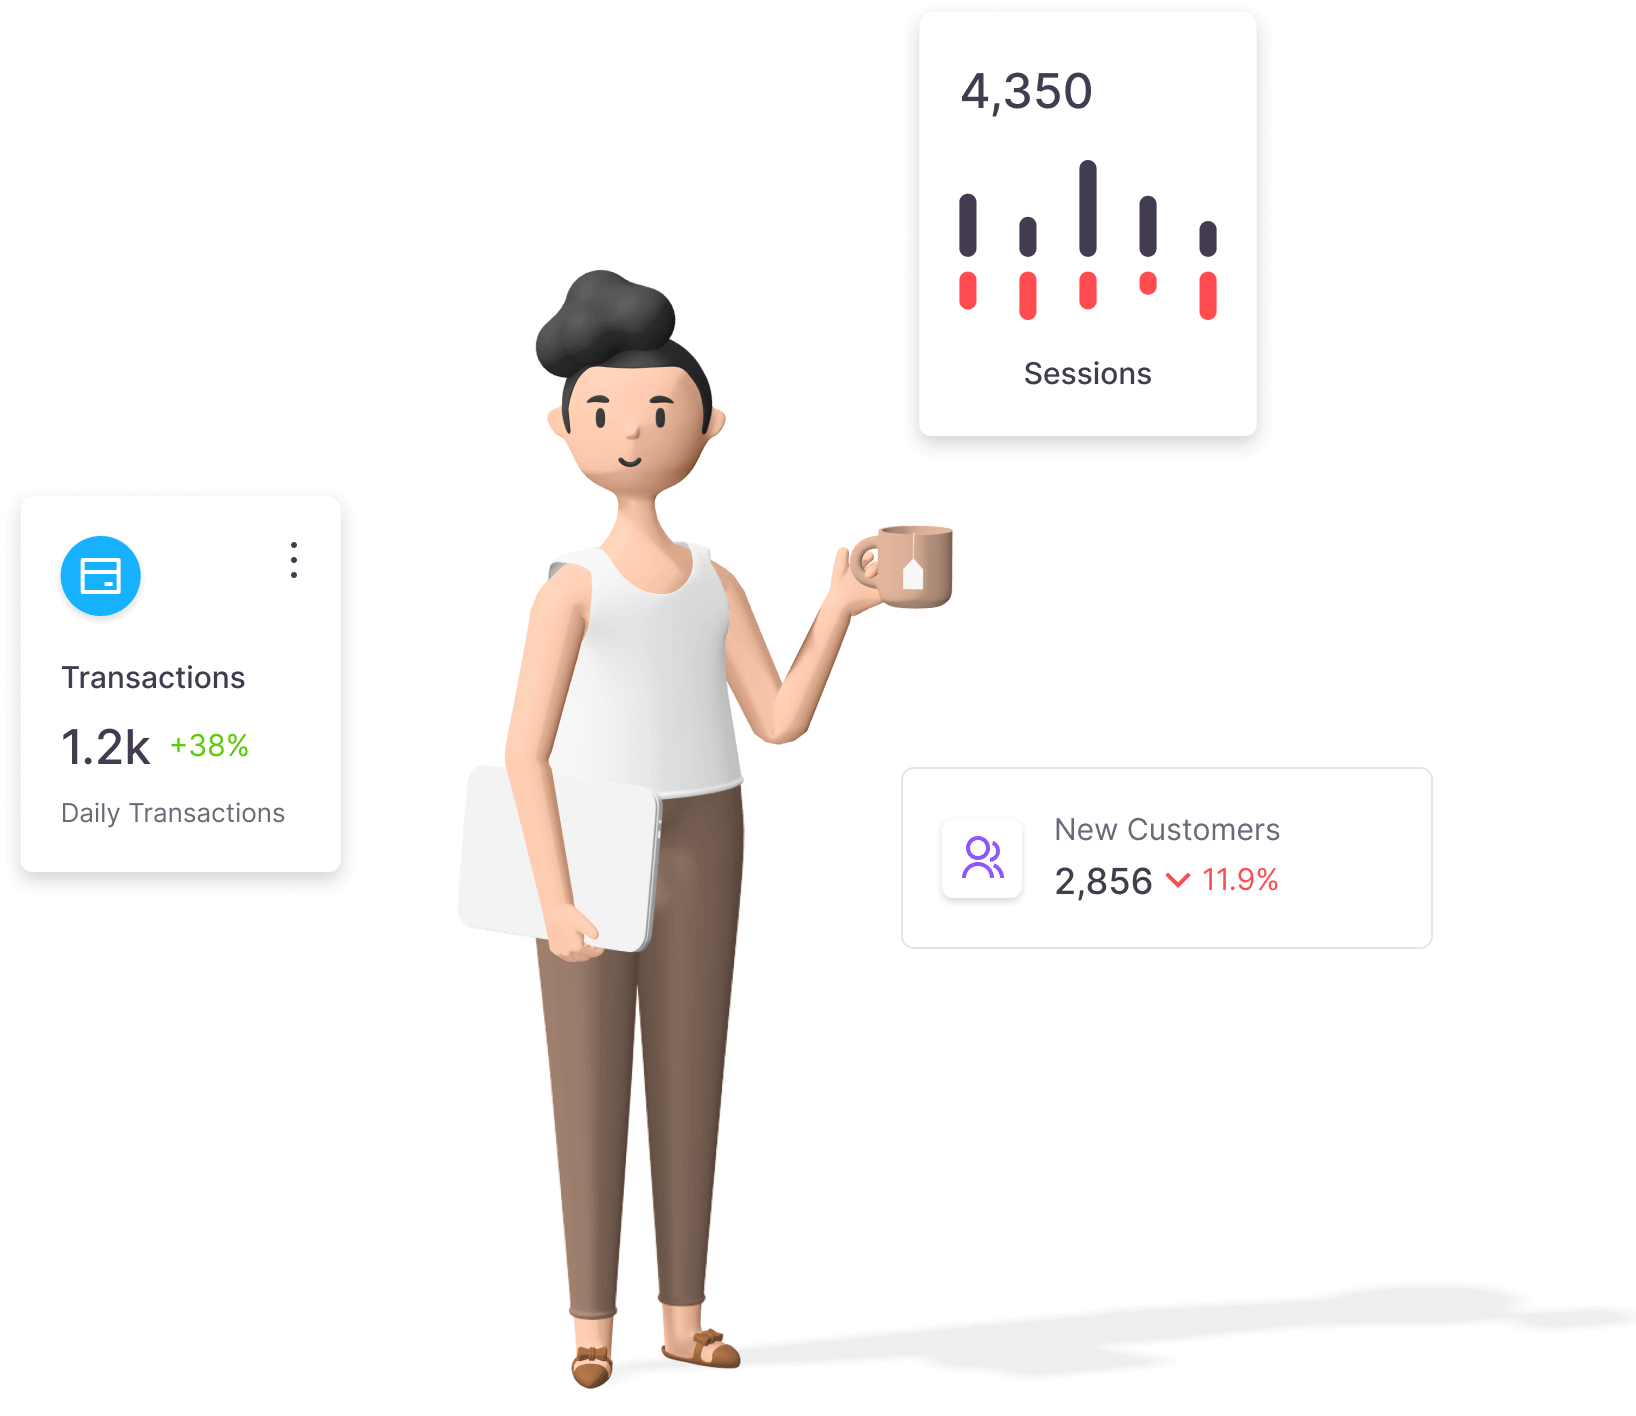 4,350
Sessions
Transactions
1.2k +38%
Daily Transactions
New Customers
2,856 11.9%